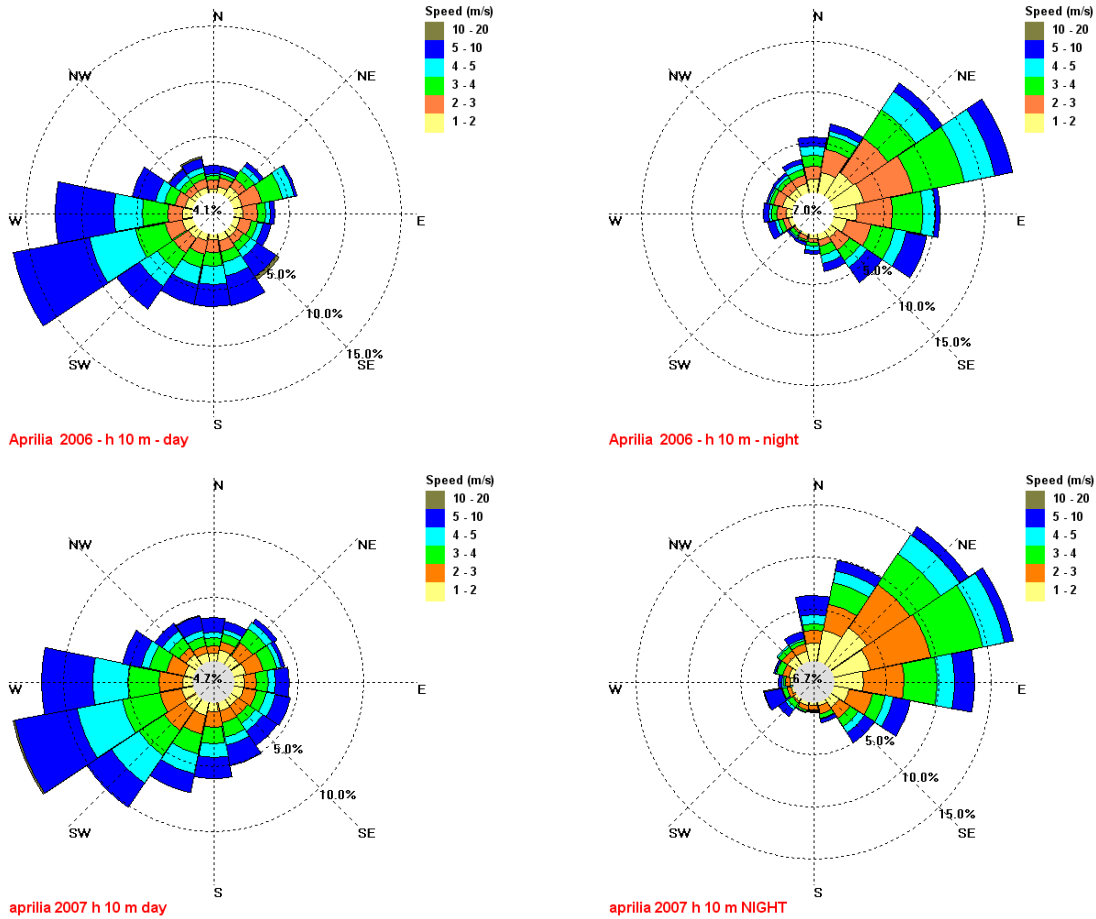 N
Speed (m/s)
10 - 20
5 - 10
4 - 5
3 - 4
2 - 3
1 - 2
NW
NE
W
4.1%
E
5.0%
10.0%
15.0%
SW
SE
S
Aprilia 2006 - h 10 m - day
N
Speed (m/s)
10 - 20
5 - 10
4 - 5
3 - 4
2 - 3
1 - 2
NW
NE
W
7.0%
E
5.0%
10.0%
15.0%
SW
SE
S
Aprilia 2006 - h 10 m - night
N
Speed (m/s)
10 - 20
5 - 10
4 - 5
3 - 4
2 - 3
1 - 2
NW
NE
W
4.7%
E
5.0%
10.0%
SW
SE
S
aprilia 2007 h 10 m day
N
Speed (m/s)
10 - 20
5 - 10
4 - 5
3 - 4
2 - 3
1 - 2
NW
NE
W
6.7%
E
5.0%
10.0%
15.0%
SW
SE
S
aprilia 2007 h 10 m NIGHT